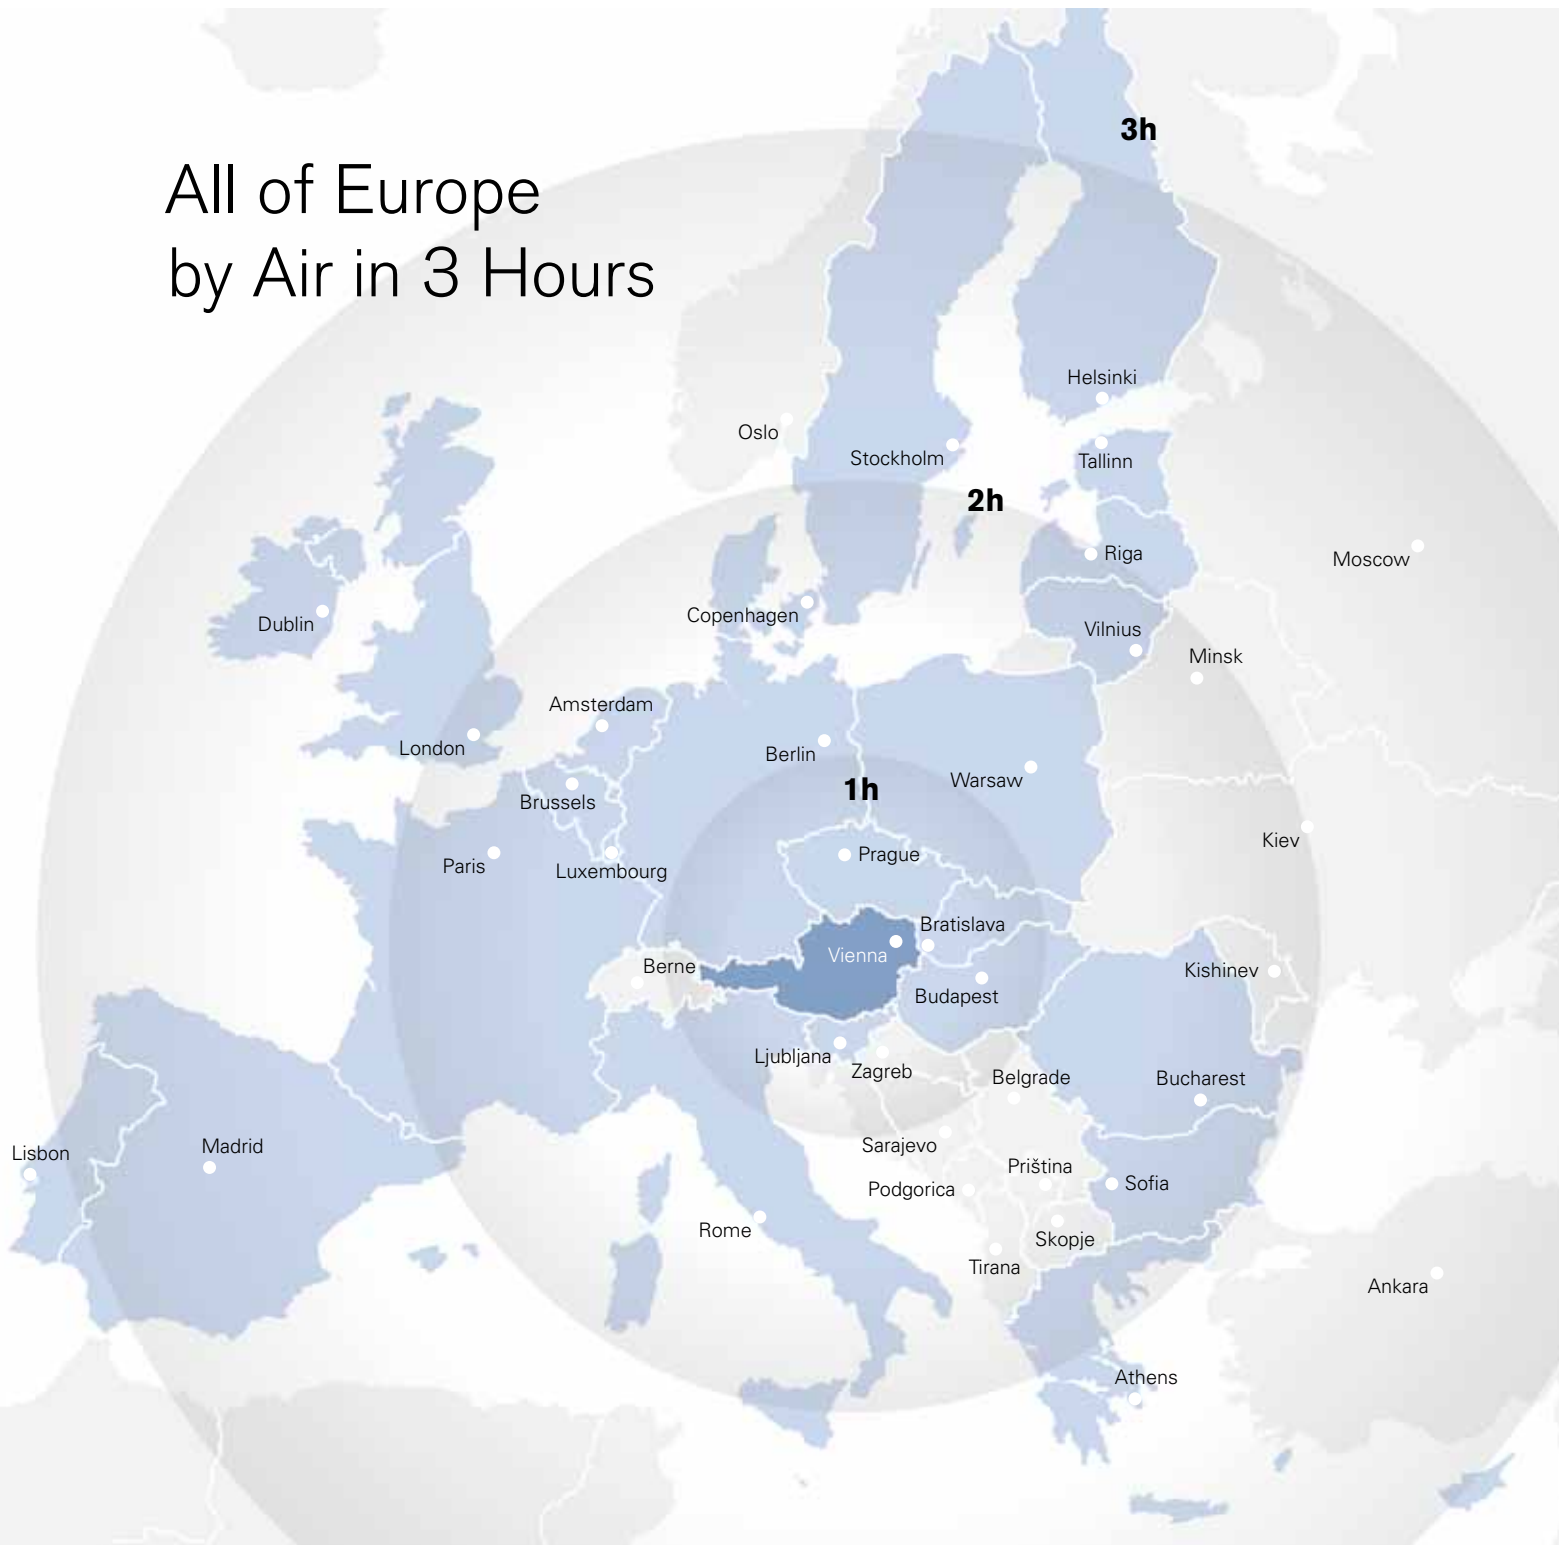 All of Europe
by Air in 3 Hours
3h
Helsinki
Oslo
Stockholm
Tallinn
2h
Riga
Moscow
Copenhagen
Dublin
Vilnius
Minsk
Amsterdam
London
Berlin
Warsaw
1h
Brussels
Kiev
Prague
Paris
Luxembourg
Bratislava
Vienna
Berne
Kishinev
Budapest
Ljubljana
Zagreb
Belgrade
Bucharest
Sarajevo
Lisbon
Madrid
Priština
Podgorica
Sofia
Rome
Skopje
Tirana
Ankara
Athens